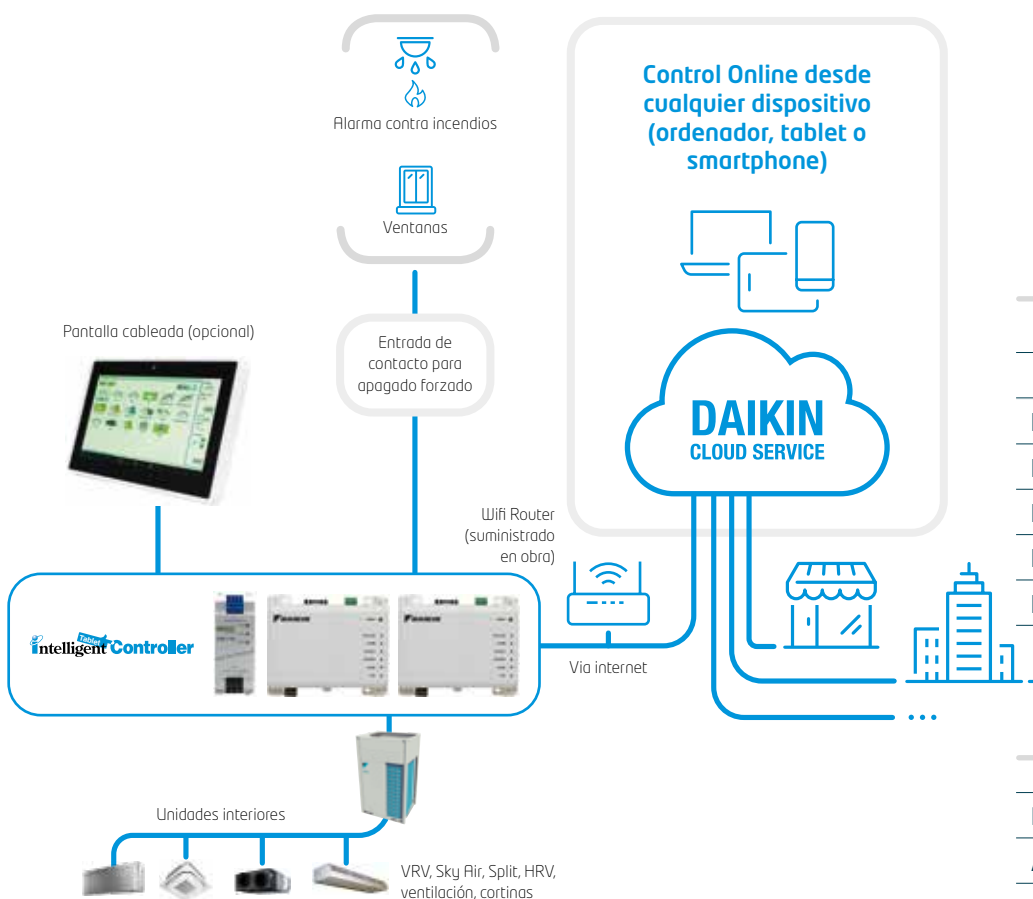 Alarma contra incendios
Ventanas
Entrada de
contacto para
apagado forzado
Control Online desde
cualquier dispositivo
(ordenador, tablet o
smartphone)
DAIKIN
CLOUD SERVICE
Pantalla cableada (opcional)
Wifi Router
(suministrado
en obra)
Via internet
intelligent Tablet Controller
DAIKIN
DAIKIN
Unidades interiores
VRV, Sky Air, Split, HRV,
ventilación, cortinas